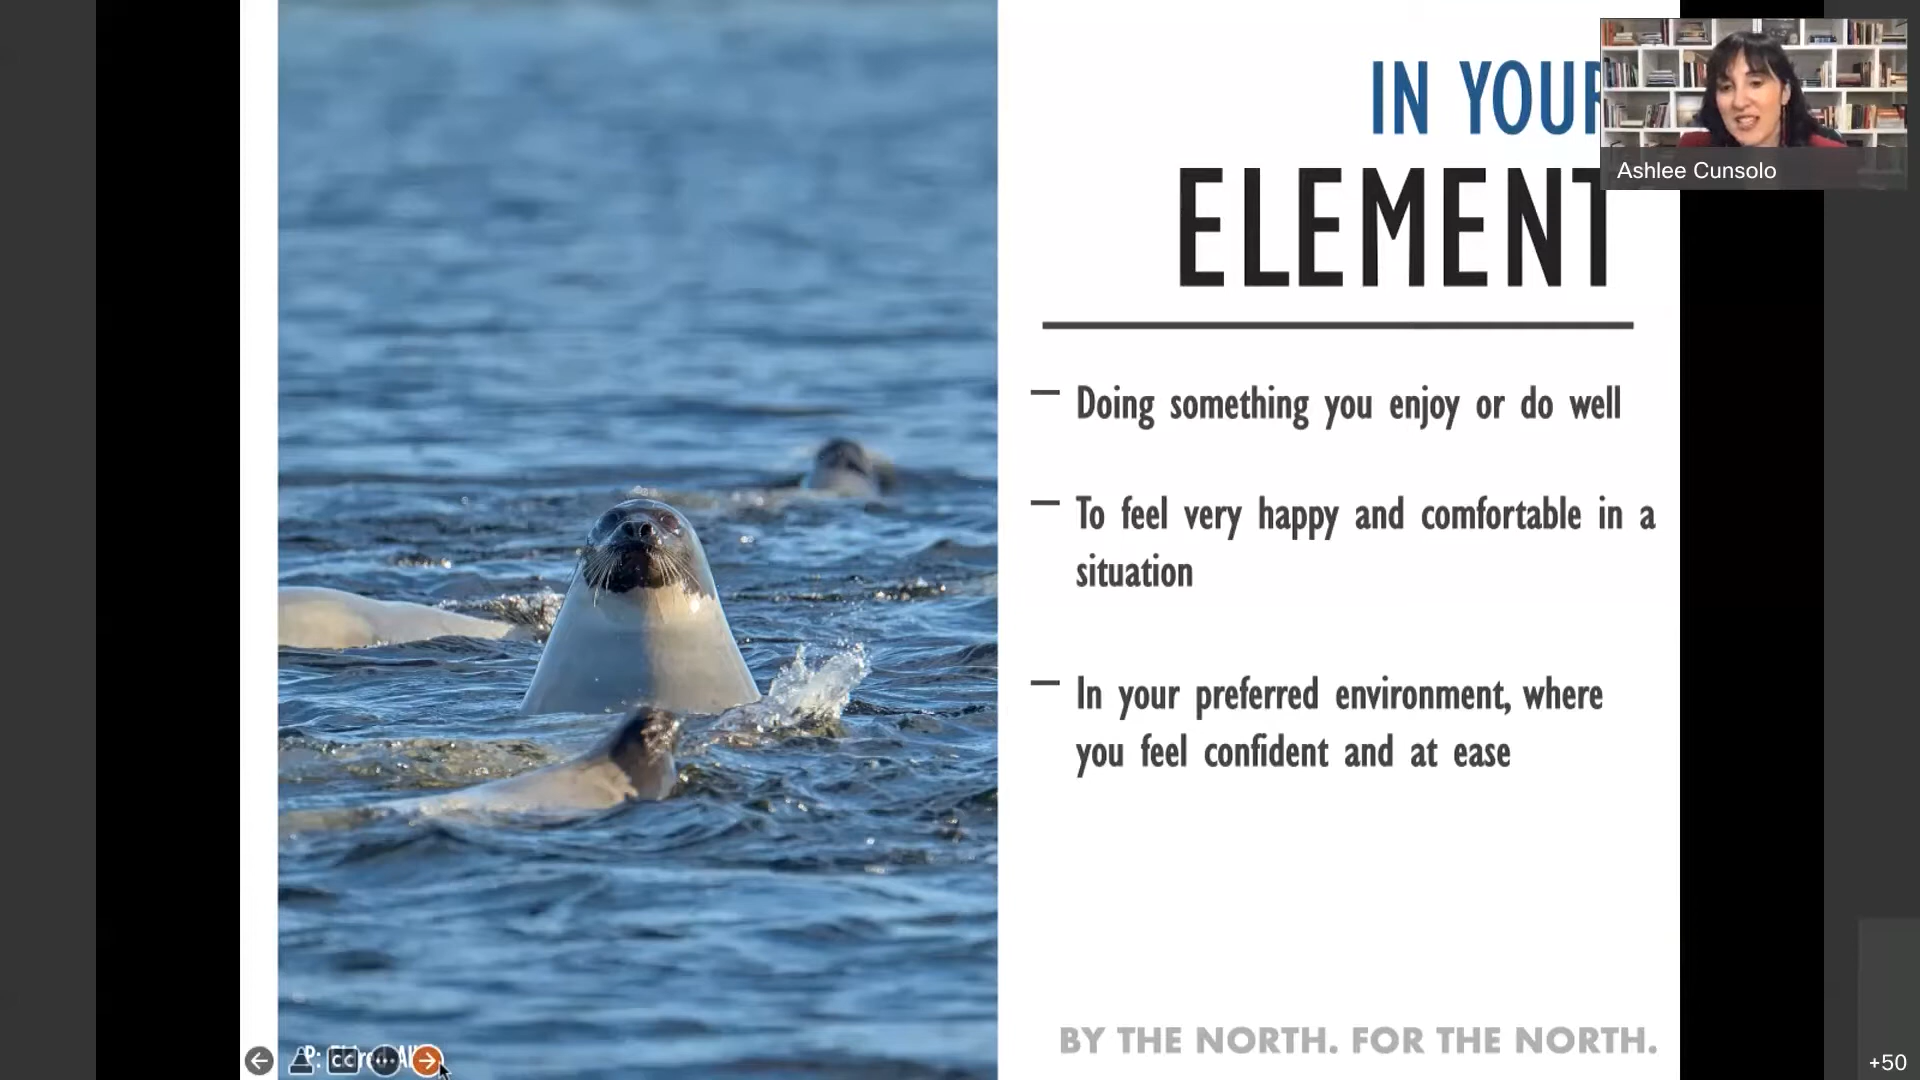 IN YOUR
ELEMENT
Ashlee Cunsolo
– Doing something you enjoy or do well
– To feel very happy and comfortable in a
situation
– In your preferred environment, where
you feel confident and at ease
BY THE NORTH. FOR THE NORTH.
P:
CC
+50